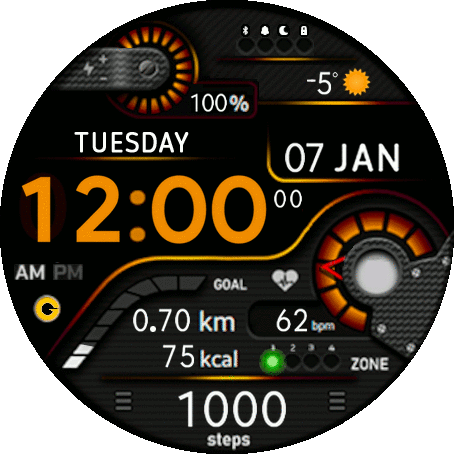 100%
-5°
TUESDAY
07 JAN
12:00 00
AM PM
GOAL
0.70 km
62 bpm
75 kcal
1 2 3 4
ZONE
1000
steps